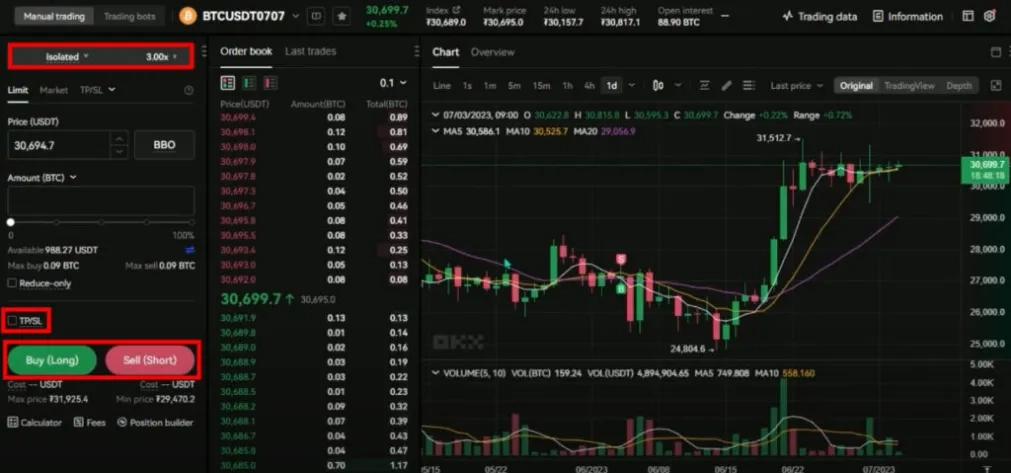 Manual trading Trading bots
BTCUSDT0707
30,699.7
+0.25%
Index
₮30,689.0
Mark price
₮30,695.0
24h low
₮30,157.7
24h high
₮30,817.1
Open interest
88.90 BTC
Trading data
Information
Isolated 3.00x
Limit Market TP/SL
Price (USDT)
30,694.7
BBO
Amount (BTC)
0 100%
Available 988.27 USDT
Max buy 0.09 BTC Max sell 0.09 BTC
Reduce-only
TP/SL
Buy (Long) Sell (Short)
Cost -- USDT Cost -- USDT
Max price ₮31,925.4 Min price ₮29,470.2
Calculator Fees Position builder
Order book Last trades
0.1
Price(USDT) Amount(BTC) Total(BTC)
30,699.4 0.08 0.89
30,698.1 0.12 0.81
30,698.0 0.10 0.69
30,697.9 0.07 0.59
30,697.8 0.02 0.52
30,697.3 0.04 0.50
30,696.7 0.05 0.46
30,695.8 0.08 0.41
30,695.5 0.08 0.33
30,693.4 0.12 0.25
30,693.0 0.05 0.13
30,692.0 0.08 0.08
30,699.7 ↑ 30,695.0
30,691.9 0.13 0.13
30,689.8 0.01 0.14
30,689.0 0.02 0.16
30,688.9 0.03 0.19
30,688.7 0.03 0.22
30,688.5 0.01 0.23
30,688.2 0.09 0.32
30,688.1 0.07 0.39
30,687.2 0.04 0.43
30,686.7 0.04 0.47
30,685.0 0.70 1.17
Chart Overview
Line 1s 1m 5m 15m 1h 4h 1d
Last price
Original TradingView Depth
07/03/2023, 09:00 O 30,622.8 H 30,815.8 L 30,595.3 C 30,699.7 Change +0.22% Range +0.72%
MA5 30,586.1 MA10 30,525.7 MA20 29,056.9
31,512.7
32,000.0
31,000.0
30,699.7
18:48:18
30,000.0
29,000.0
28,000.0
27,000.0
26,000.0
25,000.0
S
B
24,804.6
OKX
VOLUME(5, 10) VOL(BTC) 159.24 VOL(USDT) 4,894,904.65 MA5 749.808 MA10 558.160
5.00K
4.00K
3.00K
2.00K
1.00K
0.00
05/15 05/22 06/2023 06/08 06/15 06/22 07/2023